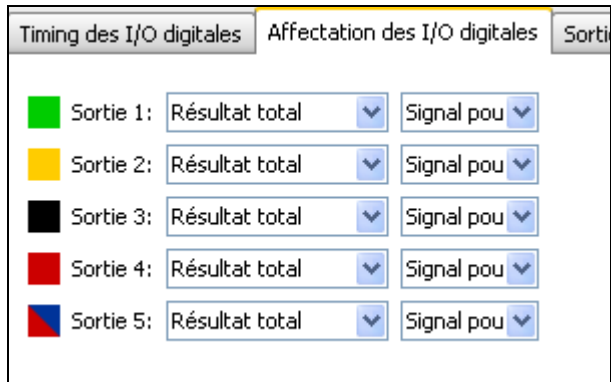 Timing des I/O digitales Affectation des I/O digitales Sorti
Sortie 1: Résultat total Signal pou
Sortie 2: Résultat total Signal pou
Sortie 3: Résultat total Signal pou
Sortie 4: Résultat total Signal pou
Sortie 5: Résultat total Signal pou